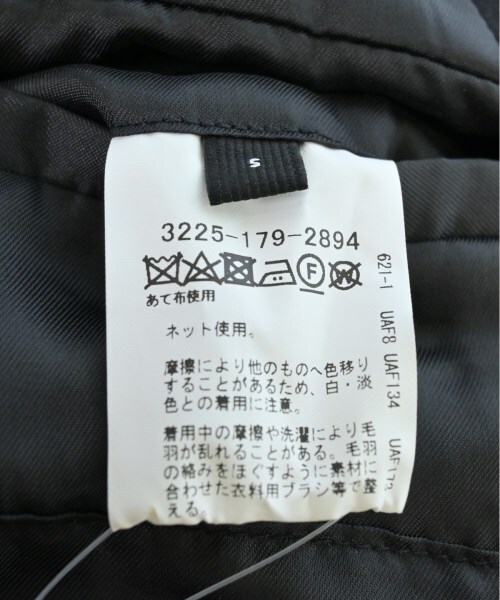 S
3225-179-2894
F
W
あて布使用
ネット使用。
摩擦により他のものへ色移り
することがあるため、白・淡
色との着用に注意。
着用中の摩擦や洗濯により毛
羽が乱れることがある。毛羽
の絡みをほぐすように素材に
合わせた衣料用ブラシ等で整
える。
621-1 UAF8 UAF134